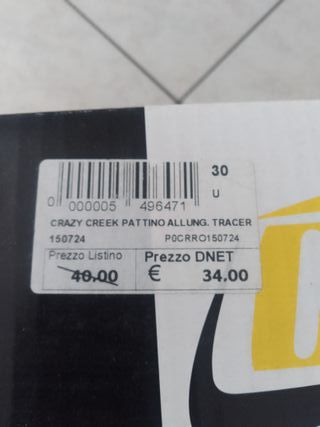 30
U
0 000005 496471
CRAZY CREEK PATTINO ALLUNG. TRACER
150724 P0CRRO150724
Prezzo Listino Prezzo DNET
40.00 € 34.00